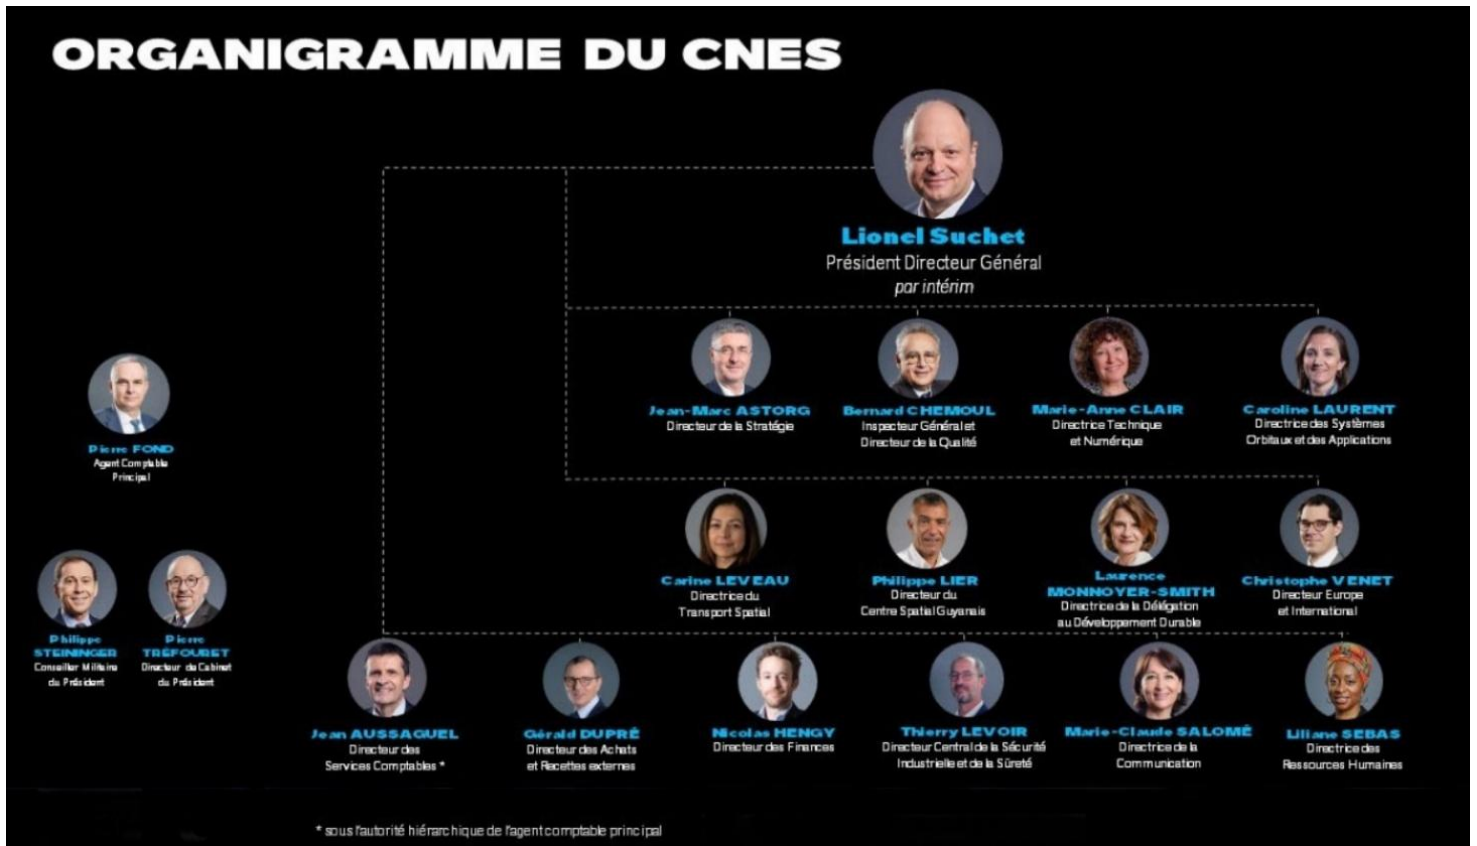 ORGANIGRAMME DU CNES
Lionel Suchet
Président Directeur Général
par intérim
Jean-Marc ASTORG
Directeur de la Stratégie
Bernard CHEMOUL
Inspecteur Général et
Directeur de la Qualité
Marie-Anne CLAIR
Directrice Technique
et Numérique
Caroline LAURENT
Directrice des Systèmes
Orbitaux et des Applications
Pierre FOND
Agent Comptable
Principal
Carine LEVEAU
Directrice du
Transport Spatial
Philippe LIER
Directeur du
Centre Spatial Guyanais
Laurence
MONNOYER-SMITH
Directrice de la Délégation
au Développement Durable
Christophe VENET
Directeur Europe
et International
Philippe
STEININGER
Conseiller Militaire
du Président
Pierre
TRÉFOURET
Directeur de Cabinet
du Président
Jean AUSSAGUEL
Directeur des
Services Comptables *
Gérald DUPRÉ
Directeur des Achats
et Recettes externes
Nicolas HENGY
Directeur des Finances
Thierry LEVOIR
Directeur Central de la Sécurité
Industrielle et de la Sûreté
Marie-Claude SALOMÉ
Directrice de la
Communication
Liliane SEBAS
Directrice des
Ressources Humaines
* sous l'autorité hiérarchique de l'agent comptable principal